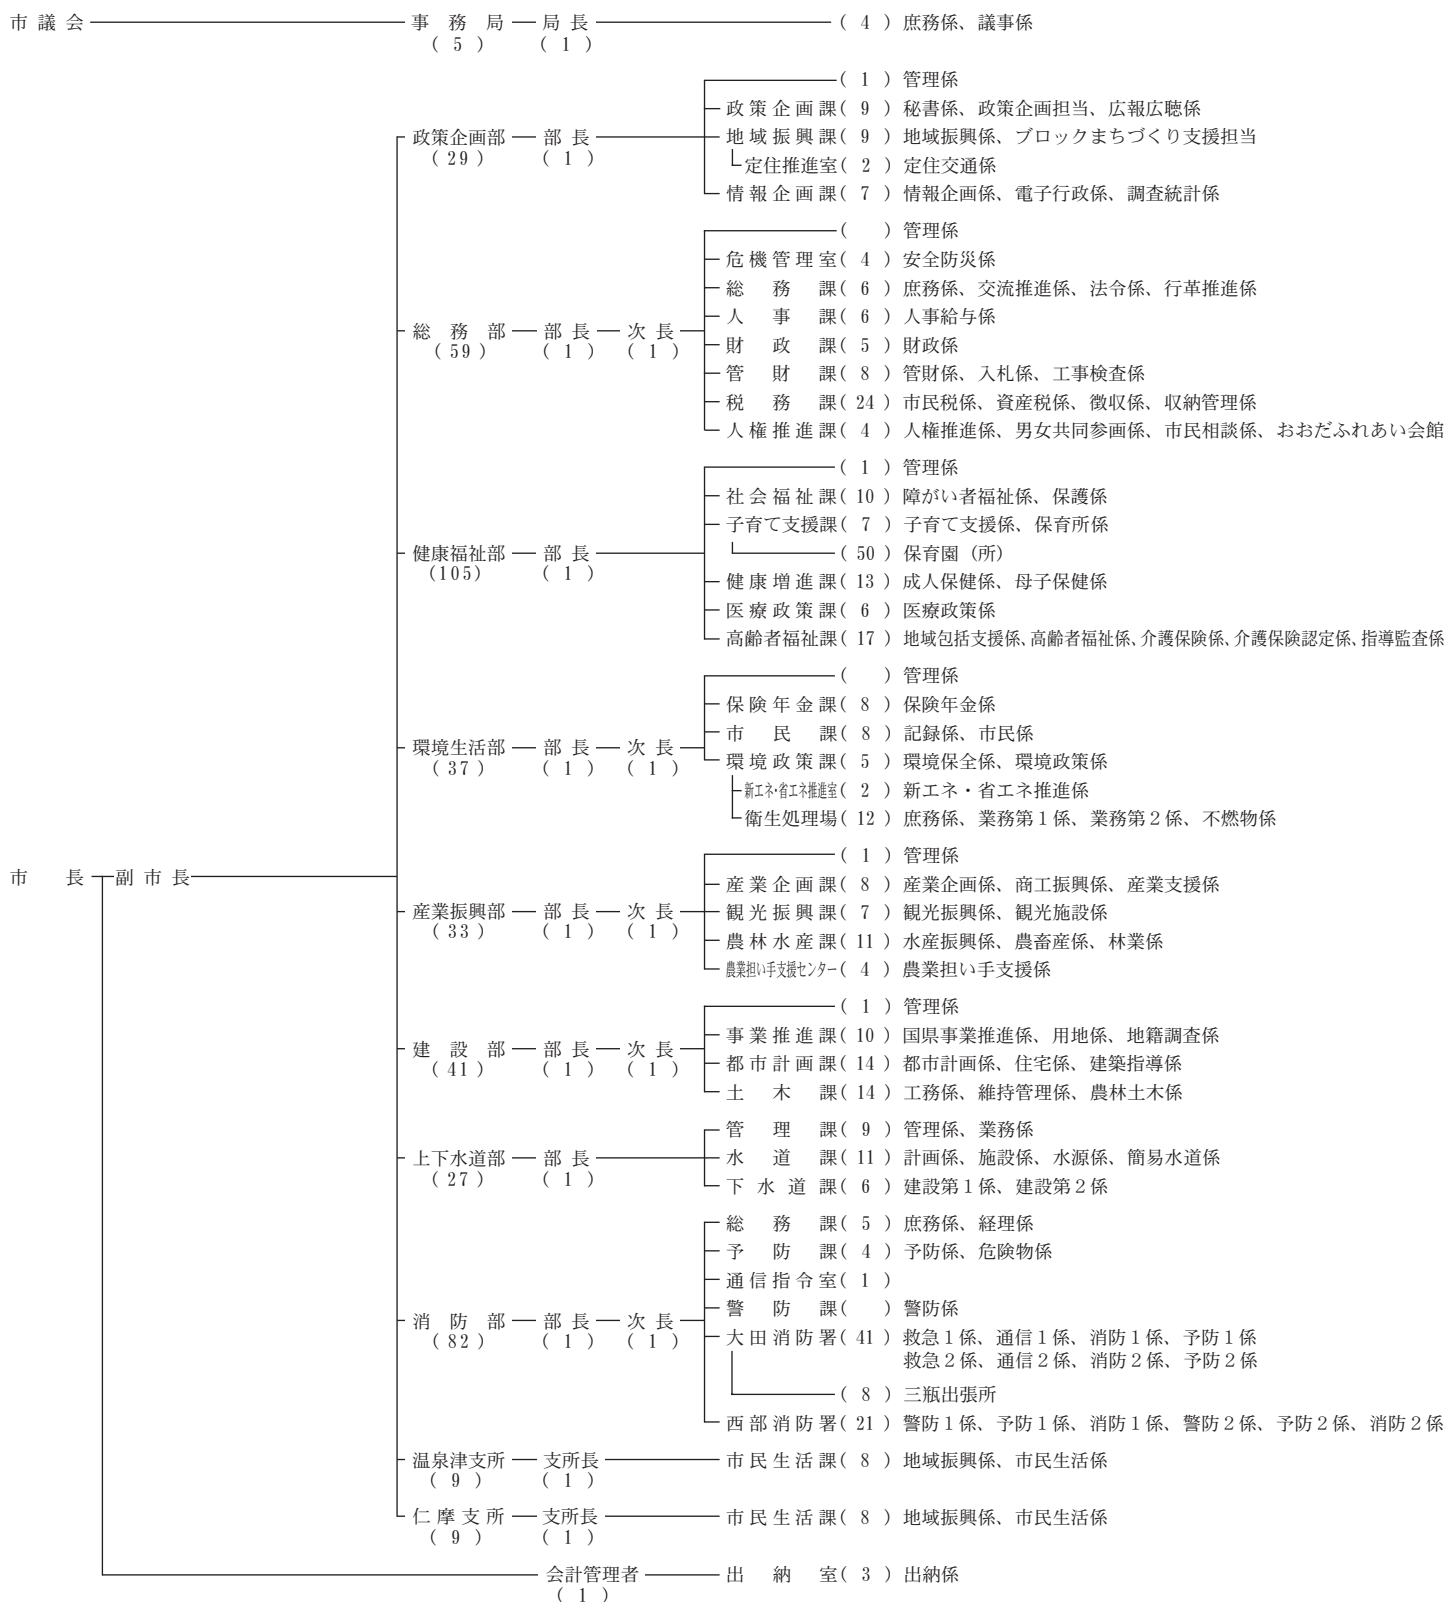 市議会 事務局 局長 (4) 庶務係、議事係
(5) (1)
(1) 管理係
政策企画課(9) 秘書係、政策企画担当、広報広聴係
政策企画部 部長 地域振興課(9) 地域振興係、ブロックまちづくり支援担当
(29) (1)
定住推進室(2) 定住交通係
情報企画課(7) 情報企画係、電子行政係、調査統計係
( ) 管理係
危機管理室(4) 安全防災係
総務課(6) 庶務係、交流推進係、法令係、行革推進係
人事課(6) 人事給与係
総務部 部長 次長
(59) (1) (1)
財政課(5) 財政係
管財課(8) 管財係、入札係、工事検査係
税務課(24) 市民税係、資産税係、徴収係、収納管理係
人権推進課(4) 人権推進係、男女共同参画係、市民相談係、おおだふれあい会館
(1) 管理係
社会福祉課(10) 障がい者福祉係、保護係
子育て支援課(7) 子育て支援係、保育所係
健康福祉部 部長 (50) 保育園(所)
(105) (1)
健康増進課(13) 成人保健係、母子保健係
医療政策課(6) 医療政策係
高齢者福祉課(17) 地域包括支援係、高齢者福祉係、介護保険係、介護保険認定係、指導監査係
( ) 管理係
保険年金課(8) 保険年金係
市民課(8) 記録係、市民係
環境生活部 部長 次長
(37) (1) (1)
環境政策課(5) 環境保全係、環境政策係
新エネ・省エネ推進室(2) 新エネ・省エネ推進係
衛生処理場(12) 庶務係、業務第1係、業務第2係、不燃物係
(1) 管理係
市長 副市長
産業企画課(8) 産業企画係、商工振興係、産業支援係
産業振興部 部長 次長 観光振興課(7) 観光振興係、観光施設係
(33) (1) (1)
農林水産課(11) 水産振興係、農畜産係、林業係
農業担い手支援センター(4) 農業担い手支援係
(1) 管理係
事業推進課(10) 国県事業推進係、用地係、地籍調査係
建設部 部長 次長
(41) (1) (1)
都市計画課(14) 都市計画係、住宅係、建築指導係
土木課(14) 工務係、維持管理係、農林土木係
管理課(9) 管理係、業務係
上下水道部 部長 水道課(11) 計画係、施設係、水源係、簡易水道係
(27) (1)
下水道課(6) 建設第1係、建設第2係
総務課(5) 庶務係、経理係
予防課(4) 予防係、危険物係
通信指令室(1)
警防課( ) 警防係
消防部 部長 次長
(82) (1) (1)
大田消防署(41) 救急1係、通信1係、消防1係、予防1係
救急2係、通信2係、消防2係、予防2係
(8) 三瓶出張所
西部消防署(21) 警防1係、予防1係、消防1係、警防2係、予防2係、消防2係
温泉津支所 支所長 市民生活課(8) 地域振興係、市民生活係
(9) (1)
仁摩支所 支所長 市民生活課(8) 地域振興係、市民生活係
(9) (1)
会計管理者 出納室(3) 出納係
(1)